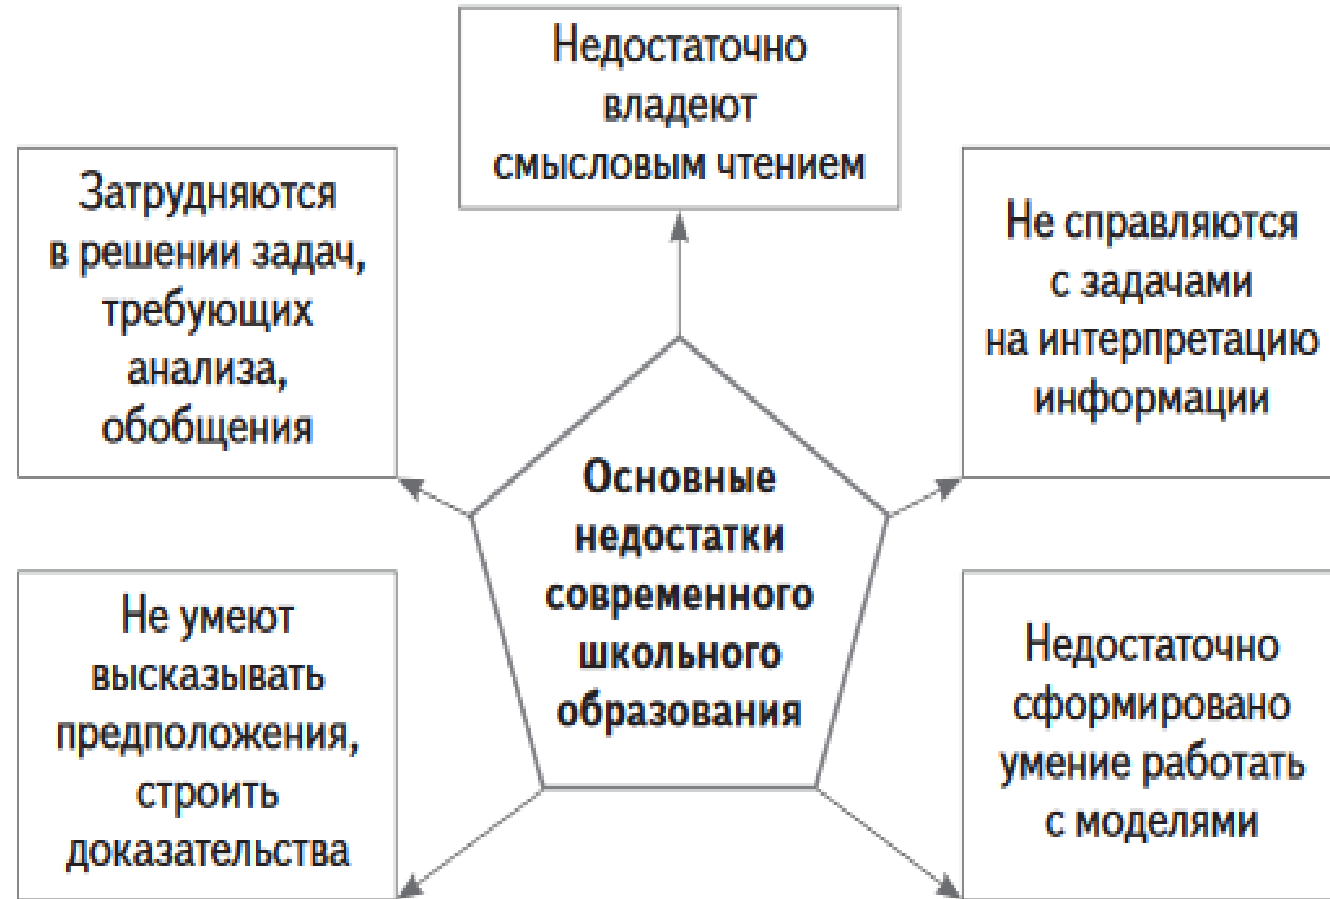 Недостаточно
владеют
смысловым чтением
Затрудняются
в решении задач,
требующих
анализа,
обобщения
Не справляются
с задачами
на интерпретацию
информации
Основные
недостатки
современного
школьного
образования
Не умеют
высказывать
предположения,
строить
доказательства
Недостаточно
сформировано
умение работать
с моделями